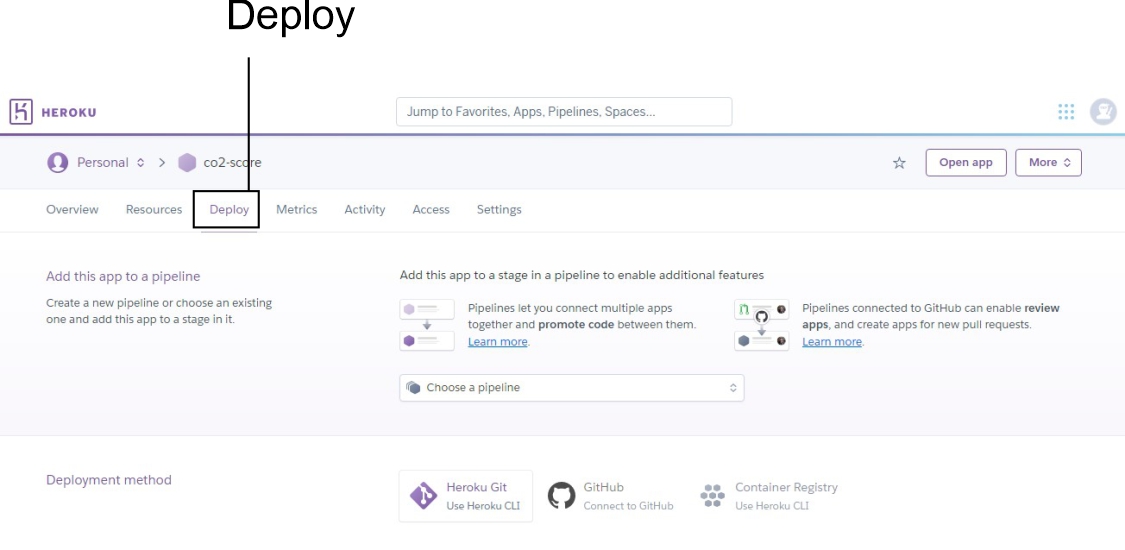 Deploy
HEROKU
Jump to Favorites, Apps, Pipelines, Spaces...
Personal > co2-score
Open app
More
Overview Resources Deploy Metrics Activity Access Settings
Add this app to a pipeline
Create a new pipeline or choose an existing
one and add this app to a stage in it.
Add this app to a stage in a pipeline to enable additional features
Pipelines let you connect multiple apps
together and promote code between them.
Learn more.
Pipelines connected to GitHub can enable review
apps, and create apps for new pull requests.
Learn more.
Choose a pipeline
Deployment method
Heroku Git
Use Heroku CLI
GitHub
Connect to GitHub
Container Registry
Use Heroku CLI